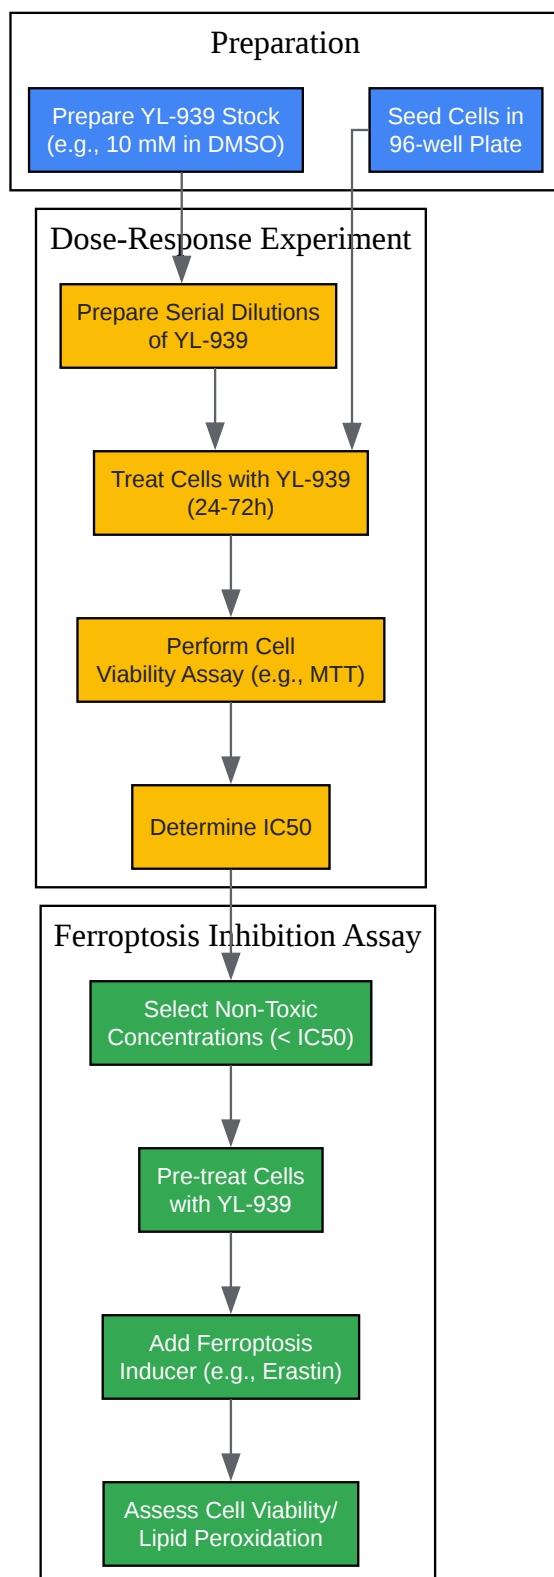 Preparation
Prepare YL-939 Stock
(e.g., 10 mM in DMSO)
Seed Cells in
96-well Plate
Dose-Response Experiment
Prepare Serial Dilutions
of YL-939
Treat Cells with YL-939
(24-72h)
Perform Cell
Viability Assay (e.g., MTT)
Determine IC50
Ferroptosis Inhibition Assay
Select Non-Toxic
Concentrations (< IC50)
Pre-treat Cells
with YL-939
Add Ferroptosis
Inducer (e.g., Erastin)
Assess Cell Viability/
Lipid Peroxidation